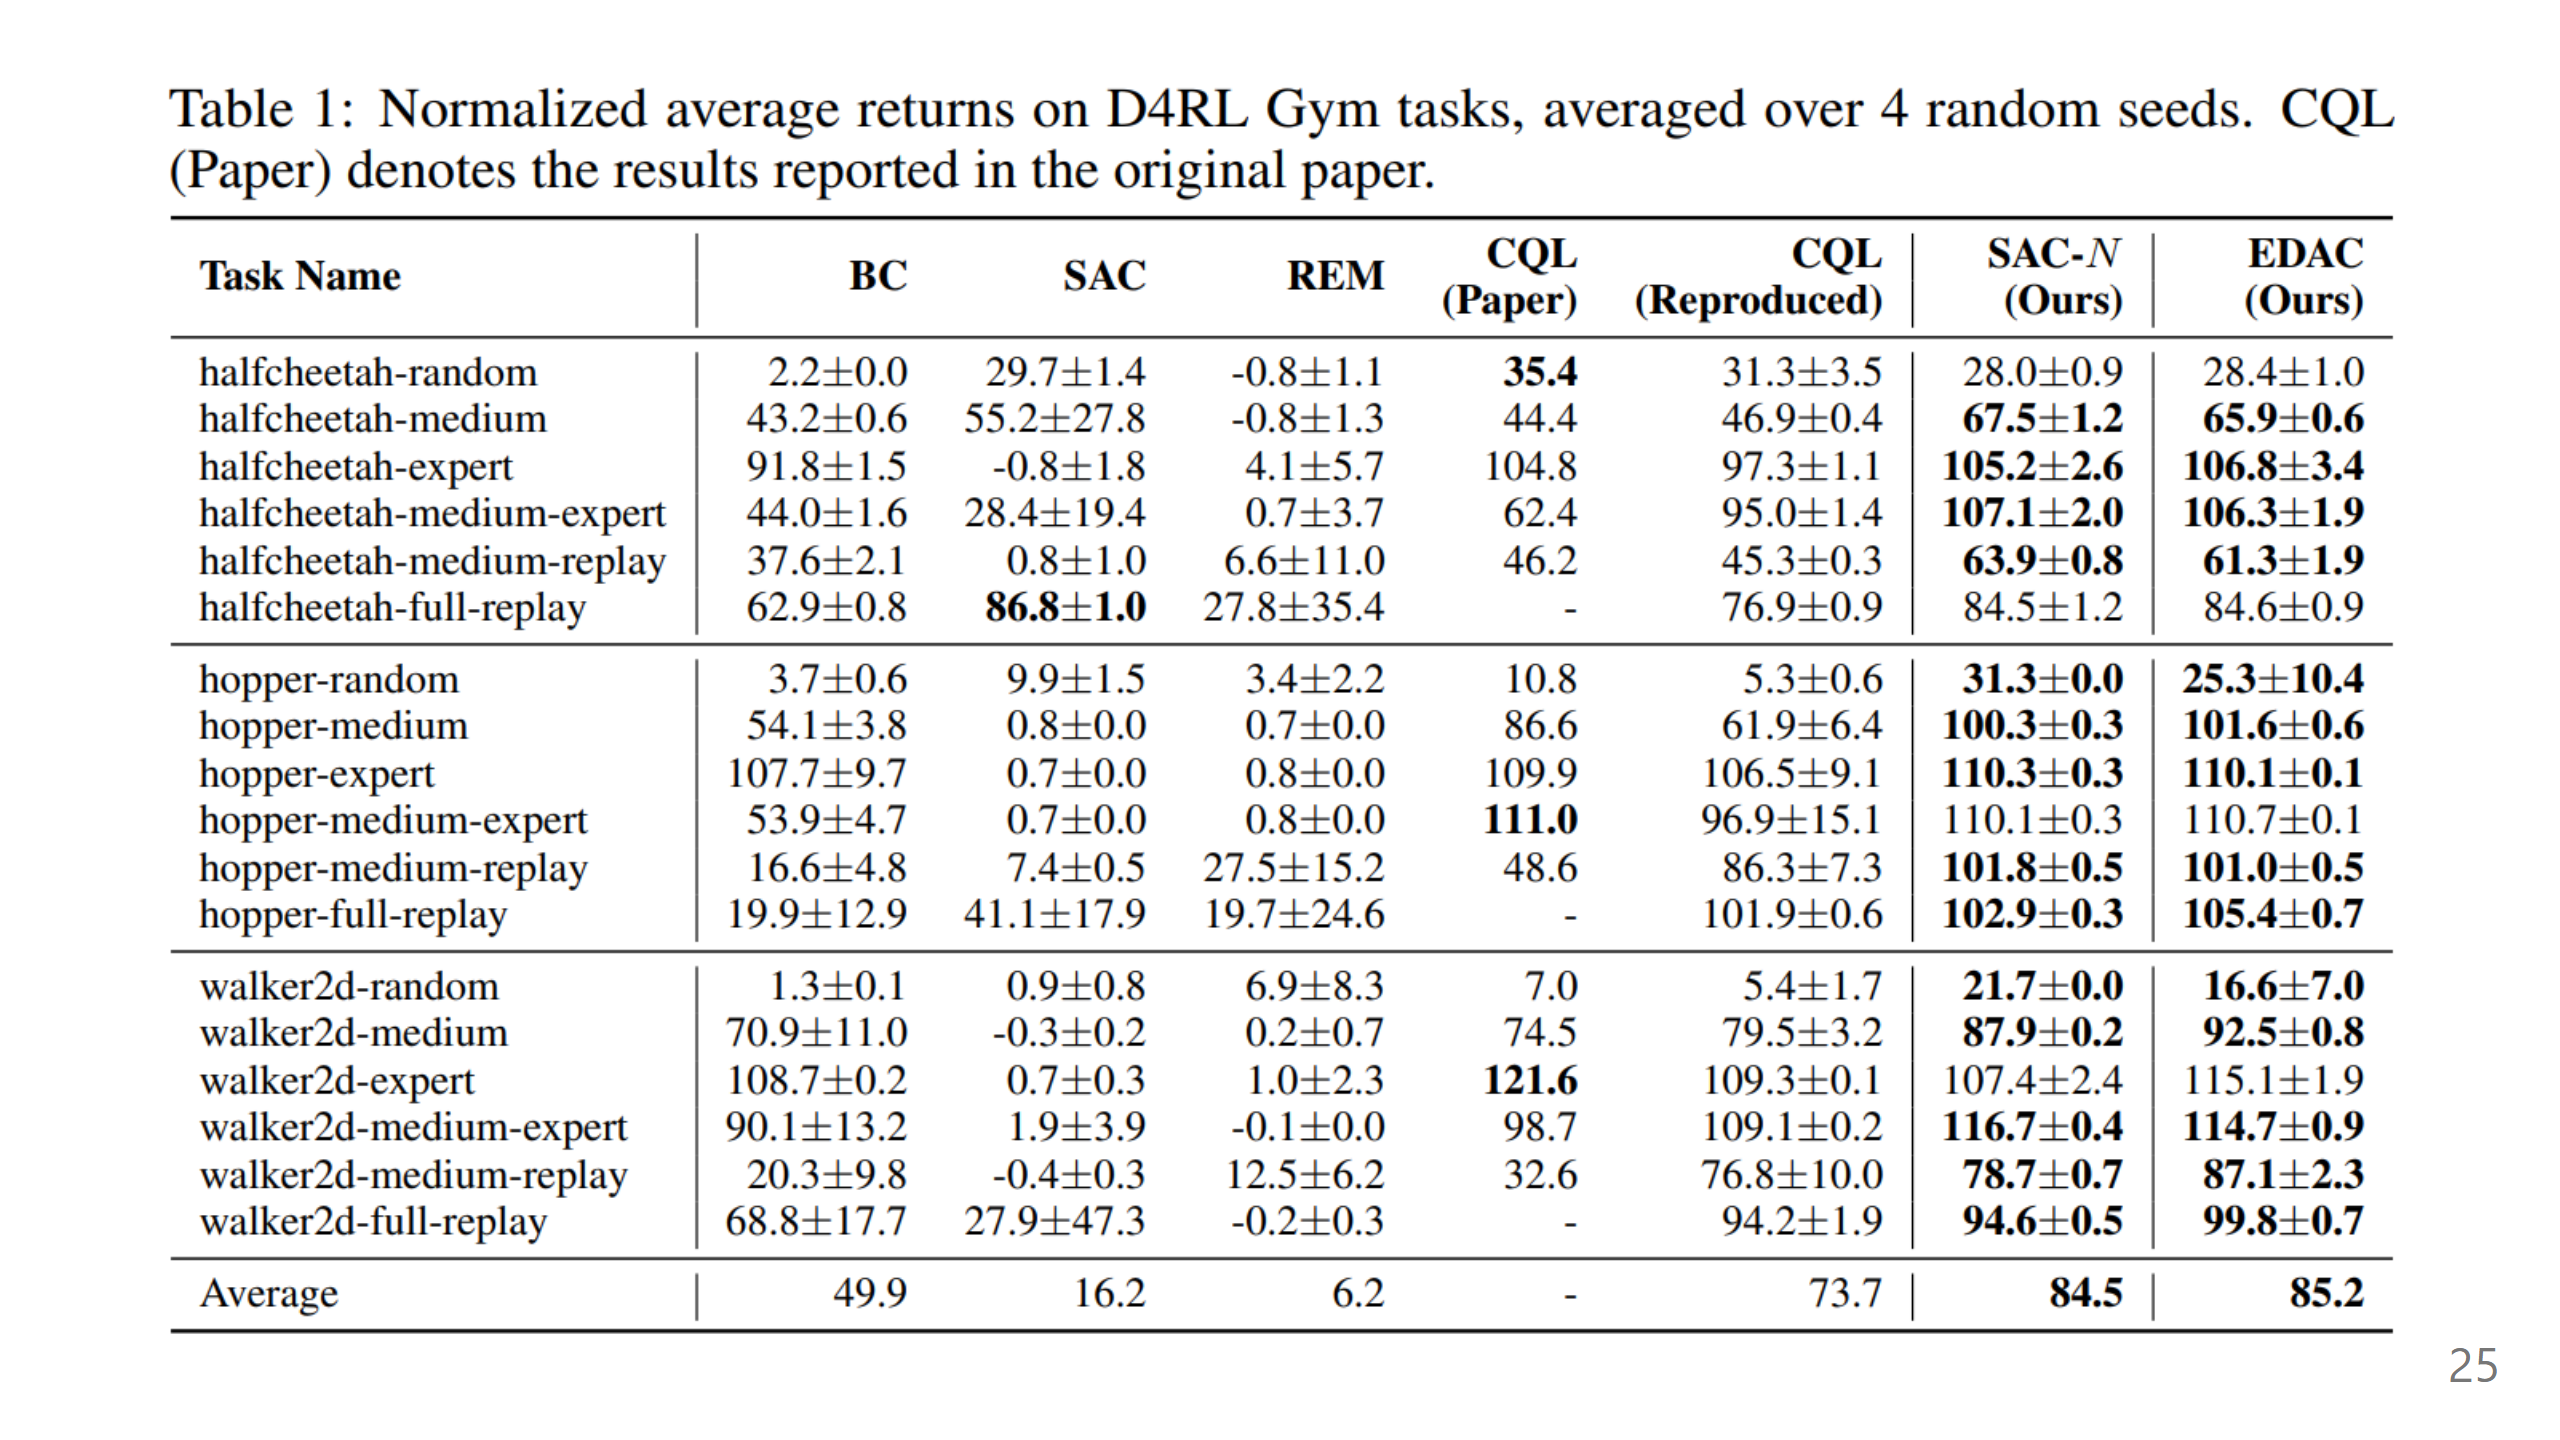 Table 1: Normalized average returns on D4RL Gym tasks, averaged over 4 random seeds. CQL
(Paper) denotes the results reported in the original paper.
Task Name BC SAC REM CQL (Paper) CQL (Reproduced) SAC-N (Ours) EDAC (Ours)
halfcheetah-random 2.2±0.0 29.7±1.4 -0.8±1.1 35.4 31.3±3.5 28.0±0.9 28.4±1.0
halfcheetah-medium 43.2±0.6 55.2±27.8 -0.8±1.3 44.4 46.9±0.4 67.5±1.2 65.9±0.6
halfcheetah-expert 91.8±1.5 -0.8±1.8 4.1±5.7 104.8 97.3±1.1 105.2±2.6 106.8±3.4
halfcheetah-medium-expert 44.0±1.6 28.4±19.4 0.7±3.7 62.4 95.0±1.4 107.1±2.0 106.3±1.9
halfcheetah-medium-replay 37.6±2.1 0.8±1.0 6.6±11.0 46.2 45.3±0.3 63.9±0.8 61.3±1.9
halfcheetah-full-replay 62.9±0.8 86.8±1.0 27.8±35.4 - 76.9±0.9 84.5±1.2 84.6±0.9
hopper-random 3.7±0.6 9.9±1.5 3.4±2.2 10.8 5.3±0.6 31.3±0.0 25.3±10.4
hopper-medium 54.1±3.8 0.8±0.0 0.7±0.0 86.6 61.9±6.4 100.3±0.3 101.6±0.6
hopper-expert 107.7±9.7 0.7±0.0 0.8±0.0 109.9 106.5±9.1 110.3±0.3 110.1±0.1
hopper-medium-expert 53.9±4.7 0.7±0.0 0.8±0.0 111.0 96.9±15.1 110.1±0.3 110.7±0.1
hopper-medium-replay 16.6±4.8 7.4±0.5 27.5±15.2 48.6 86.3±7.3 101.8±0.5 101.0±0.5
hopper-full-replay 19.9±12.9 41.1±17.9 19.7±24.6 - 101.9±0.6 102.9±0.3 105.4±0.7
walker2d-random 1.3±0.1 0.9±0.8 6.9±8.3 7.0 5.4±1.7 21.7±0.0 16.6±7.0
walker2d-medium 70.9±11.0 -0.3±0.2 0.2±0.7 74.5 79.5±3.2 87.9±0.2 92.5±0.8
walker2d-expert 108.7±0.2 0.7±0.3 1.0±2.3 121.6 109.3±0.1 107.4±2.4 115.1±1.9
walker2d-medium-expert 90.1±13.2 1.9±3.9 -0.1±0.0 98.7 109.1±0.2 116.7±0.4 114.7±0.9
walker2d-medium-replay 20.3±9.8 -0.4±0.3 12.5±6.2 32.6 76.8±10.0 78.7±0.7 87.1±2.3
walker2d-full-replay 68.8±17.7 27.9±47.3 -0.2±0.3 - 94.2±1.9 94.6±0.5 99.8±0.7
Average 49.9 16.2 6.2 - 73.7 84.5 85.2
25